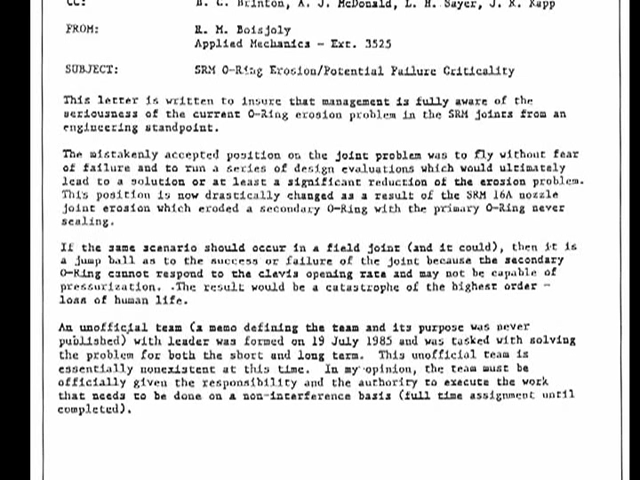 CC: B. C. Brinton, A. J. McDonald, L. H. Sayer, J. R. Kapp
FROM: R. M. Boisjoly
Applied Mechanics - Ext. 3525
SUBJECT: SRM O-Ring Erosion/Potential Failure Criticality
This letter is written to insure that management is fully aware of the
seriousness of the current O-Ring erosion problem in the SRM joints from an
engineering standpoint.
The mistakenly accepted position on the joint problem was to fly without fear
of failure and to run a series of design evaluations which would ultimately
lead to a solution or at least a significant reduction of the erosion problem.
This position is now drastically changed as a result of the SRM 16A nozzle
joint erosion which eroded a secondary O-Ring with the primary O-Ring never
sealing.
If the same scenario should occur in a field joint (and it could), then it is
a jump ball as to the success or failure of the joint because the secondary
O-Ring cannot respond to the clevis opening rate and may not be capable of
pressurization. The result would be a catastrophe of the highest order -
loss of human life.
An unofficial team (a memo defining the team and its purpose was never
published) with leader was formed on 19 July 1985 and was tasked with solving
the problem for both the short and long term. This unofficial team is
essentially nonexistent at this time. In my opinion, the team must be
officially given the responsibility and the authority to execute the work
that needs to be done on a non-interference basis (full time assignment until
completed).